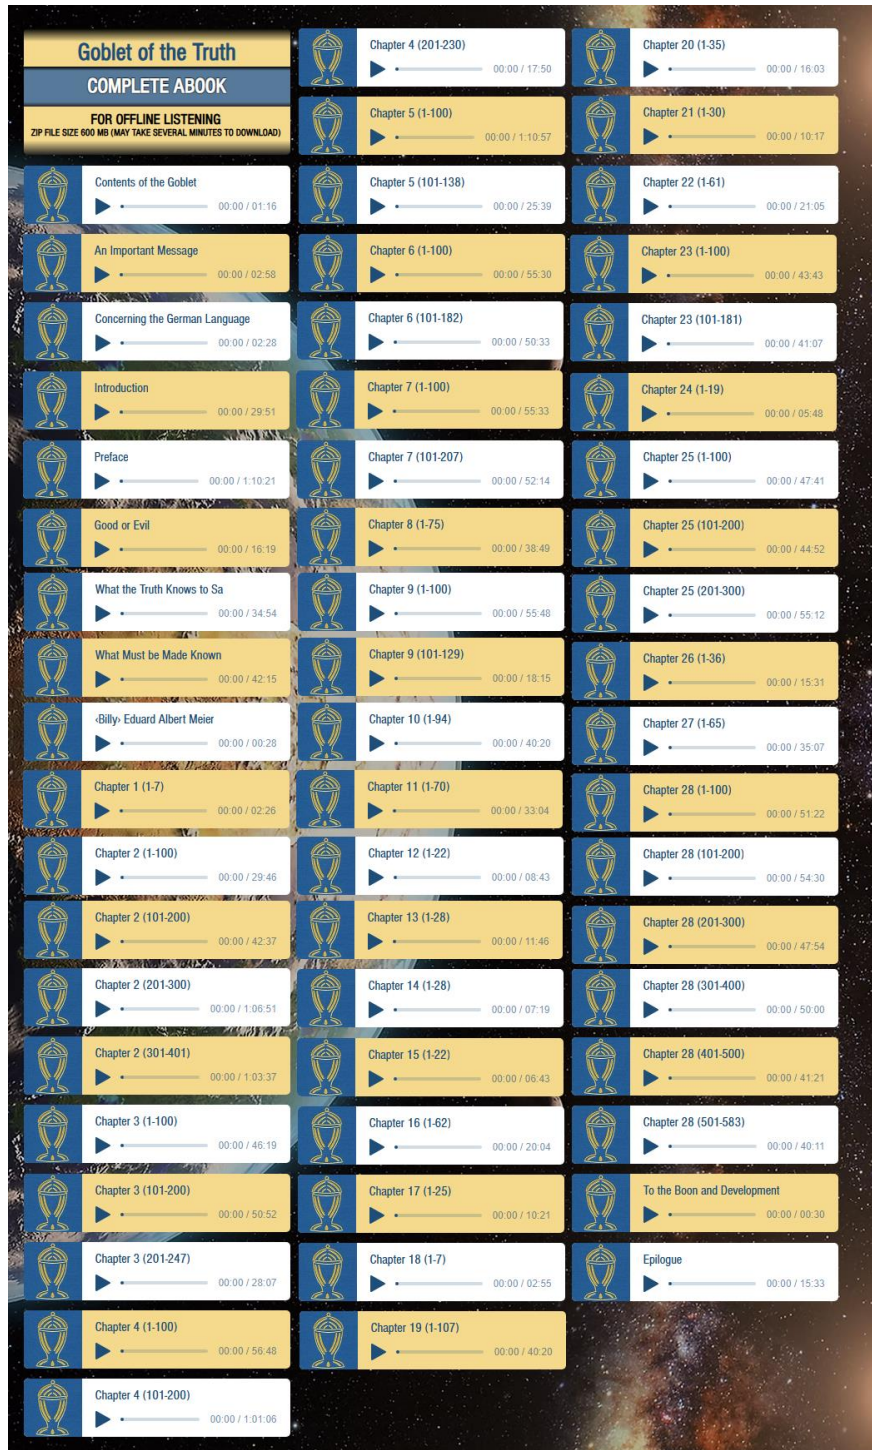 Goblet of the Truth
COMPLETE ABOOK
FOR OFFLINE LISTENING
ZIP FILE SIZE 600 MB (MAY TAKE SEVERAL MINUTES TO DOWNLOAD)
Contents of the Goblet
00:00 / 01:16
An Important Message
00:00 / 02:58
Concerning the German Language
00:00 / 02:28
Introduction
00:00 / 29:51
Preface
00:00 / 1:10:21
Good or Evil
00:00 / 16:19
What the Truth Knows to Sa
00:00 / 34:54
What Must be Made Known
00:00 / 42:15
‹Billy› Eduard Albert Meier
00:00 / 00:28
Chapter 1 (1-7)
00:00 / 02:26
Chapter 2 (1-100)
00:00 / 29:46
Chapter 2 (101-200)
00:00 / 42:37
Chapter 2 (201-300)
00:00 / 1:06:51
Chapter 2 (301-401)
00:00 / 1:03:37
Chapter 3 (1-100)
00:00 / 46:19
Chapter 3 (101-200)
00:00 / 50:52
Chapter 3 (201-247)
00:00 / 28:07
Chapter 4 (1-100)
00:00 / 56:48
Chapter 4 (101-200)
00:00 / 1:01:06
Chapter 4 (201-230)
00:00 / 17:50
Chapter 5 (1-100)
00:00 / 1:10:57
Chapter 5 (101-138)
00:00 / 25:39
Chapter 6 (1-100)
00:00 / 55:30
Chapter 6 (101-182)
00:00 / 50:33
Chapter 7 (1-100)
00:00 / 55:33
Chapter 7 (101-207)
00:00 / 52:14
Chapter 8 (1-75)
00:00 / 38:49
Chapter 9 (1-100)
00:00 / 55:48
Chapter 9 (101-129)
00:00 / 18:15
Chapter 10 (1-94)
00:00 / 40:20
Chapter 11 (1-70)
00:00 / 33:04
Chapter 12 (1-22)
00:00 / 08:43
Chapter 13 (1-28)
00:00 / 11:46
Chapter 14 (1-28)
00:00 / 07:19
Chapter 15 (1-22)
00:00 / 06:43
Chapter 16 (1-62)
00:00 / 20:04
Chapter 17 (1-25)
00:00 / 10:21
Chapter 18 (1-7)
00:00 / 02:55
Chapter 19 (1-107)
00:00 / 40:20
Chapter 20 (1-35)
00:00 / 16:03
Chapter 21 (1-30)
00:00 / 10:17
Chapter 22 (1-61)
00:00 / 21:05
Chapter 23 (1-100)
00:00 / 43:43
Chapter 23 (101-181)
00:00 / 41:07
Chapter 24 (1-19)
00:00 / 05:48
Chapter 25 (1-100)
00:00 / 47:41
Chapter 25 (101-200)
00:00 / 44:52
Chapter 25 (201-300)
00:00 / 55:12
Chapter 26 (1-36)
00:00 / 15:31
Chapter 27 (1-65)
00:00 / 35:07
Chapter 28 (1-100)
00:00 / 51:22
Chapter 28 (101-200)
00:00 / 54:30
Chapter 28 (201-300)
00:00 / 47:54
Chapter 28 (301-400)
00:00 / 50:00
Chapter 28 (401-500)
00:00 / 41:21
Chapter 28 (501-583)
00:00 / 40:11
To the Boon and Development
00:00 / 00:30
Epilogue
00:00 / 15:33